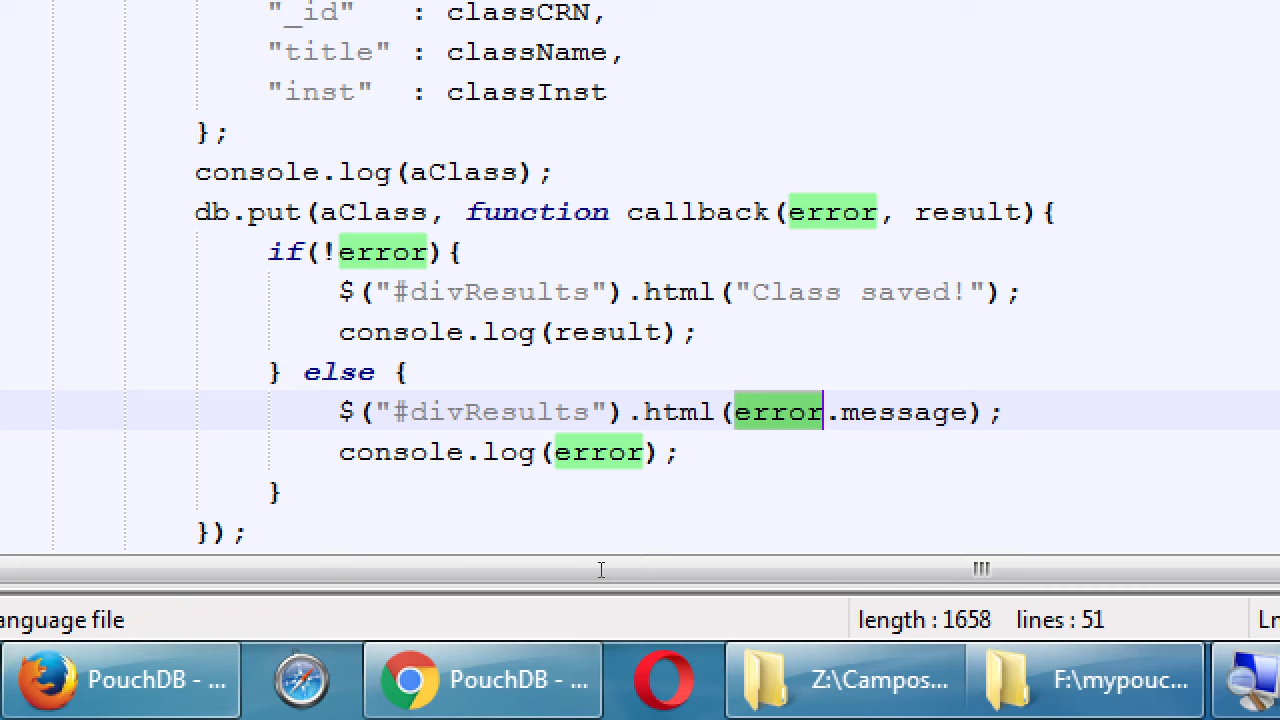 "_id"   : classCRN,
"title" : className,
"inst"  : classInst
};
console.log(aClass);
db.put(aClass, function callback(error, result){
if(!error){
$("#divResults").html("Class saved!");
console.log(result);
} else {
$("#divResults").html(error.message);
console.log(error);
}
});
anguage file length : 1658 lines : 51 Ln
PouchDB - ... PouchDB - ... Z:\Campos... F:\mypouc...